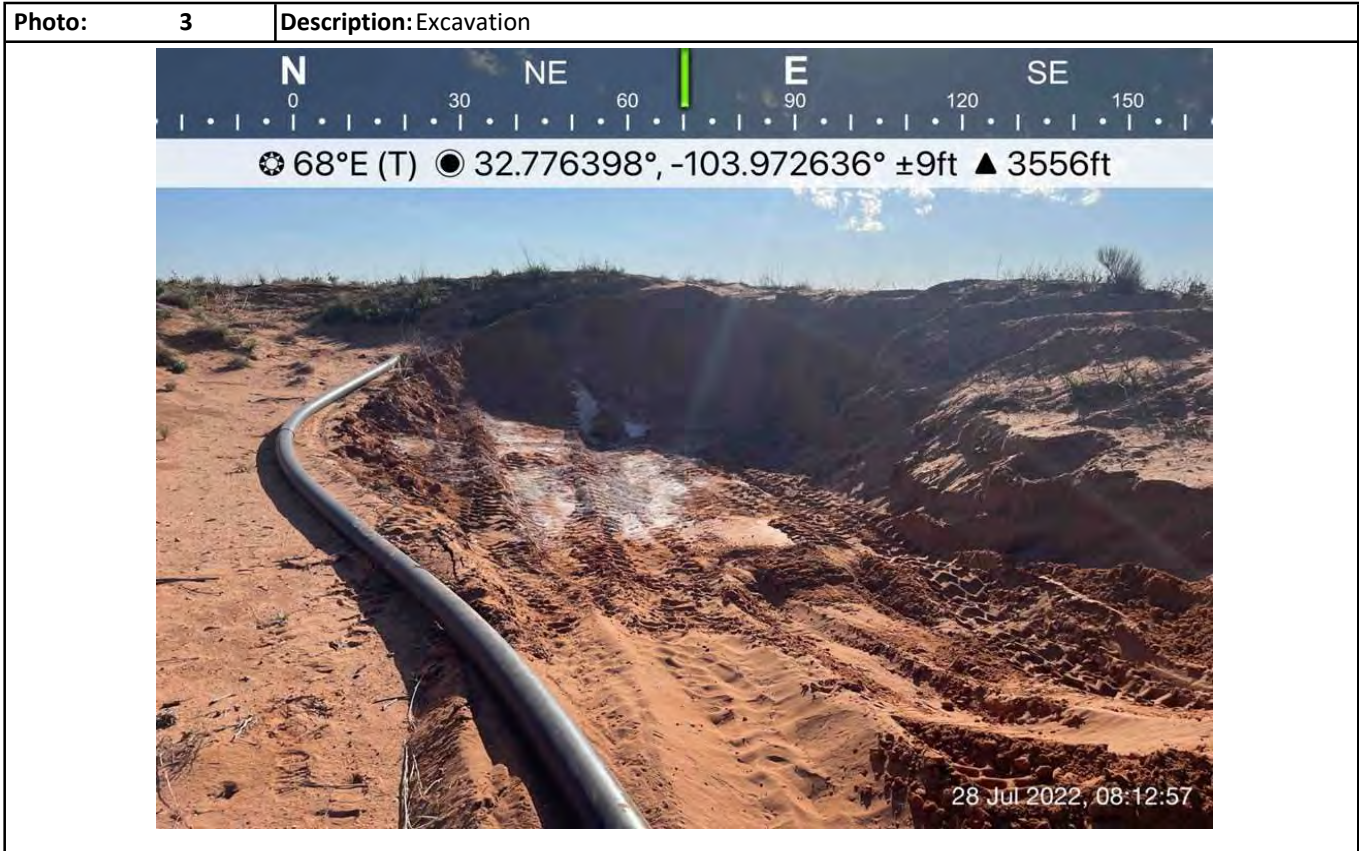 Photo: 3 Description: Excavation
N NE E SE
0 30 60 90 120 150
68°E (T) 32.776398°, -103.972636° ±9ft ▲ 3556ft
28 Jul 2022, 08:12:57